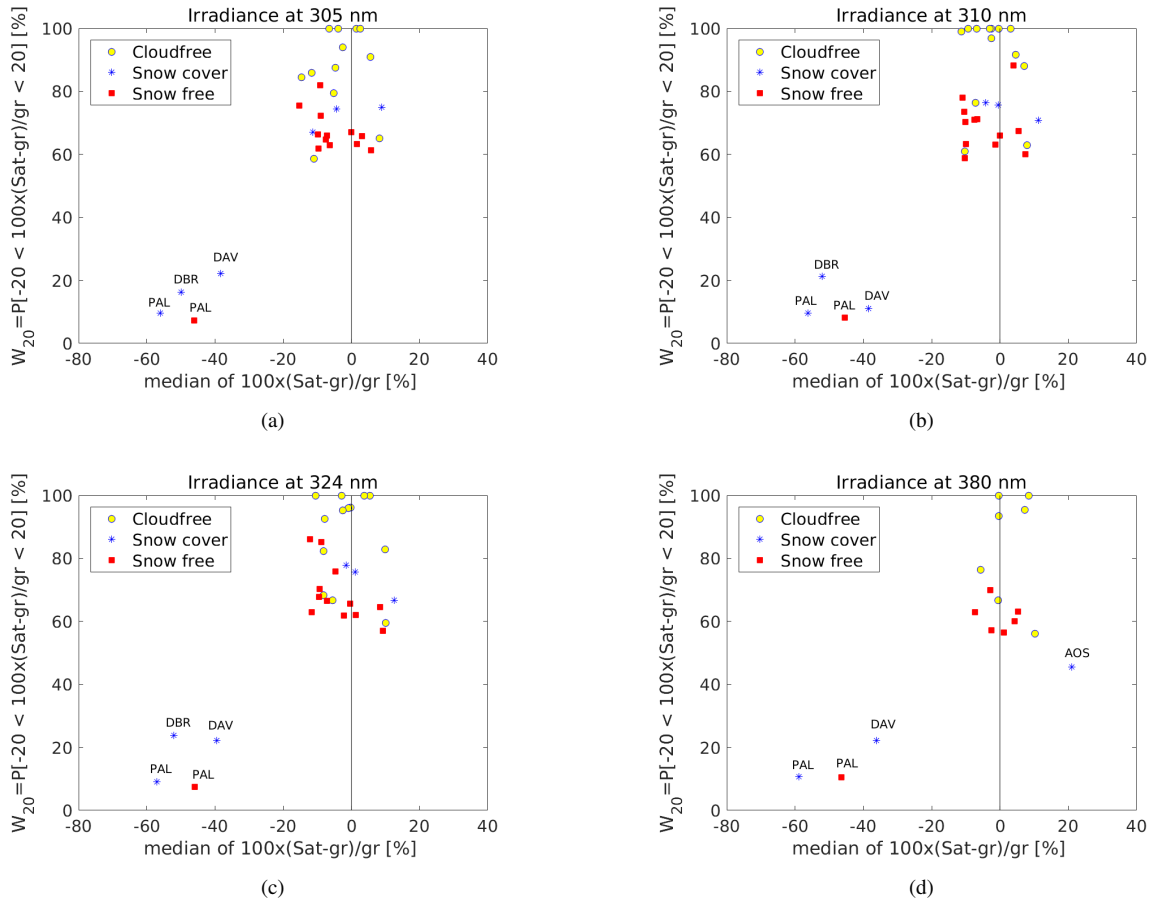 Irradiance at 305 nm
W20=P[-20 < 100x(Sat-gr)/gr < 20] [%]
100
80
60
40
20
0
Cloudfree
Snow cover
Snow free
DAV
DBR
PAL
PAL
-80 -60 -40 -20 0 20 40
median of 100x(Sat-gr)/gr [%]
(a)
Irradiance at 310 nm
W20=P[-20 < 100x(Sat-gr)/gr < 20] [%]
100
80
60
40
20
0
Cloudfree
Snow cover
Snow free
DBR
PAL
PAL
DAV
-80 -60 -40 -20 0 20 40
median of 100x(Sat-gr)/gr [%]
(b)
Irradiance at 324 nm
W20=P[-20 < 100x(Sat-gr)/gr < 20] [%]
100
80
60
40
20
0
Cloudfree
Snow cover
Snow free
DBR
DAV
PAL
PAL
-80 -60 -40 -20 0 20 40
median of 100x(Sat-gr)/gr [%]
(c)
Irradiance at 380 nm
W20=P[-20 < 100x(Sat-gr)/gr < 20] [%]
100
80
60
40
20
0
Cloudfree
Snow cover
Snow free
AOS
DAV
PAL
PAL
-80 -60 -40 -20 0 20 40
median of 100x(Sat-gr)/gr [%]
(d)